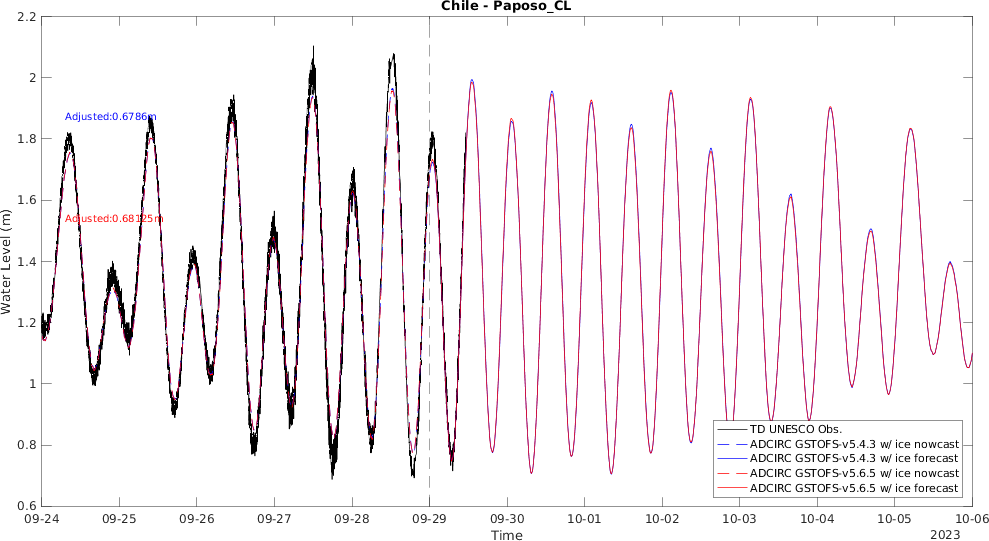 Chile - Paposo_CL
2.2
2
1.8
1.6
1.4
1.2
1
0.8
0.6
Water Level (m)
Adjusted:0.6786m
Adjusted:0.68125m
TD UNESCO Obs.
ADCIRC GSTOFS-v5.4.3 w/ ice nowcast
ADCIRC GSTOFS-v5.4.3 w/ ice forecast
ADCIRC GSTOFS-v5.6.5 w/ ice nowcast
ADCIRC GSTOFS-v5.6.5 w/ ice forecast
09-24 09-25 09-26 09-27 09-28 09-29 09-30 10-01 10-02 10-03 10-04 10-05 10-06
Time
2023